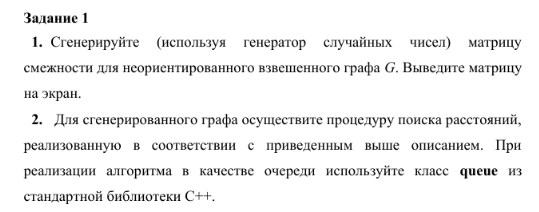 Задание 1
1. Сгенерируйте (используя генератор случайных чисел) матрицу
смежности для неориентированного взвешенного графа G. Выведите матрицу
на экран.
2. Для сгенерированного графа осуществите процедуру поиска расстояний,
реализованную в соответствии с приведенным выше описанием. При
реализации алгоритма в качестве очереди используйте класс queue из
стандартной библиотеки С++.